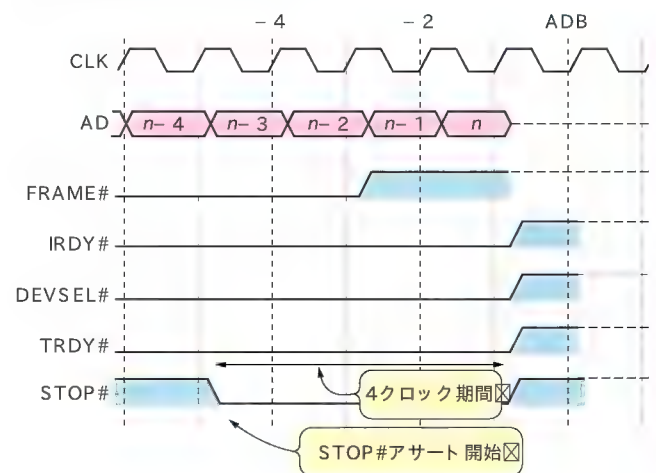 −4 −2 ADB
CLK
AD n−4 n−3 n−2 n−1 n
FRAME#
IRDY#
DEVSEL#
TRDY#
STOP# 4クロック期間
STOP#アサート開始